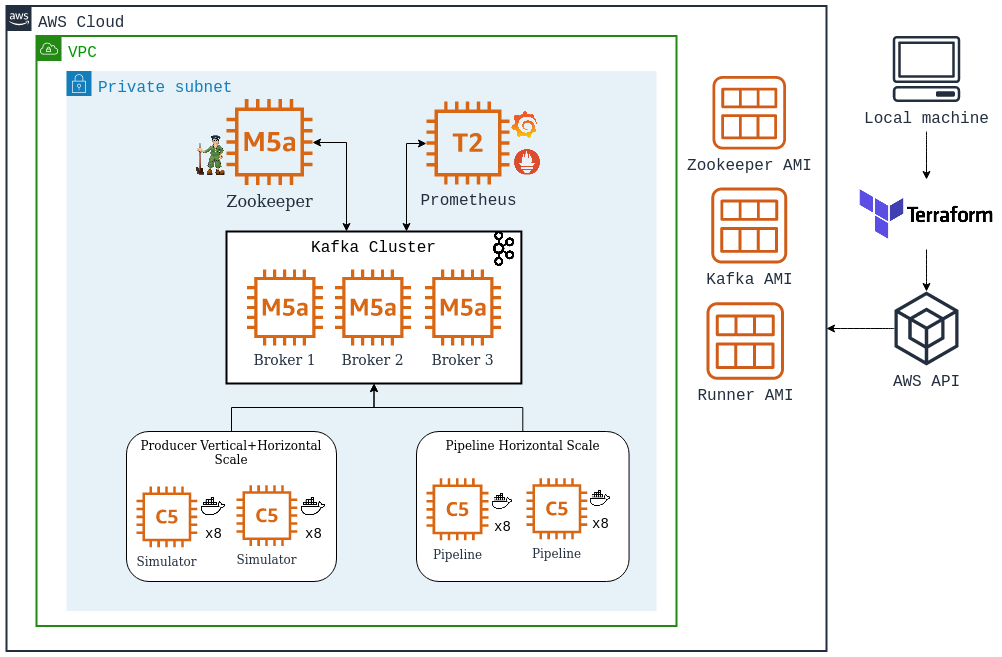 aws
AWS Cloud
VPC
Private subnet
M5a
Zookeeper
T2
Prometheus
Kafka Cluster
M5a
M5a
M5a
Broker 1
Broker 2
Broker 3
Producer Vertical+Horizontal
Scale
C5
x8
Simulator
C5
x8
Simulator
Pipeline Horizontal Scale
C5
x8
Pipeline
C5
x8
Pipeline
Zookeeper AMI
Kafka AMI
Runner AMI
Local machine
Terraform
AWS API